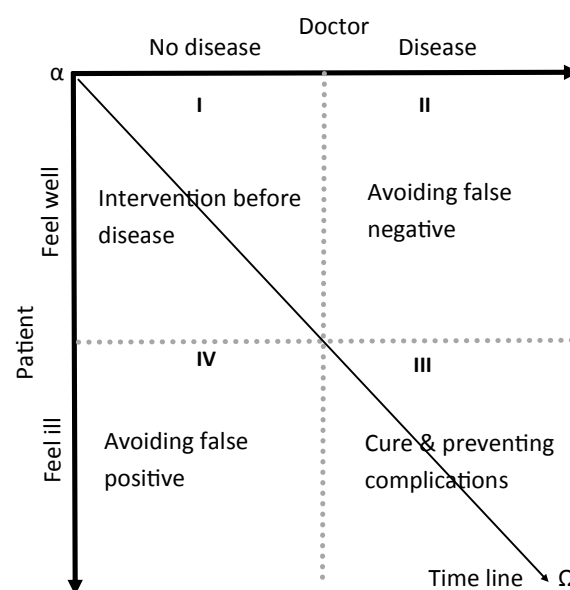 Doctor
No disease
Disease
α
I
II
Feel well
Intervention before
disease
Avoiding false
negative
Patient
IV
III
Feel ill
Avoiding false
positive
Cure & preventing
complications
Time line
Ω